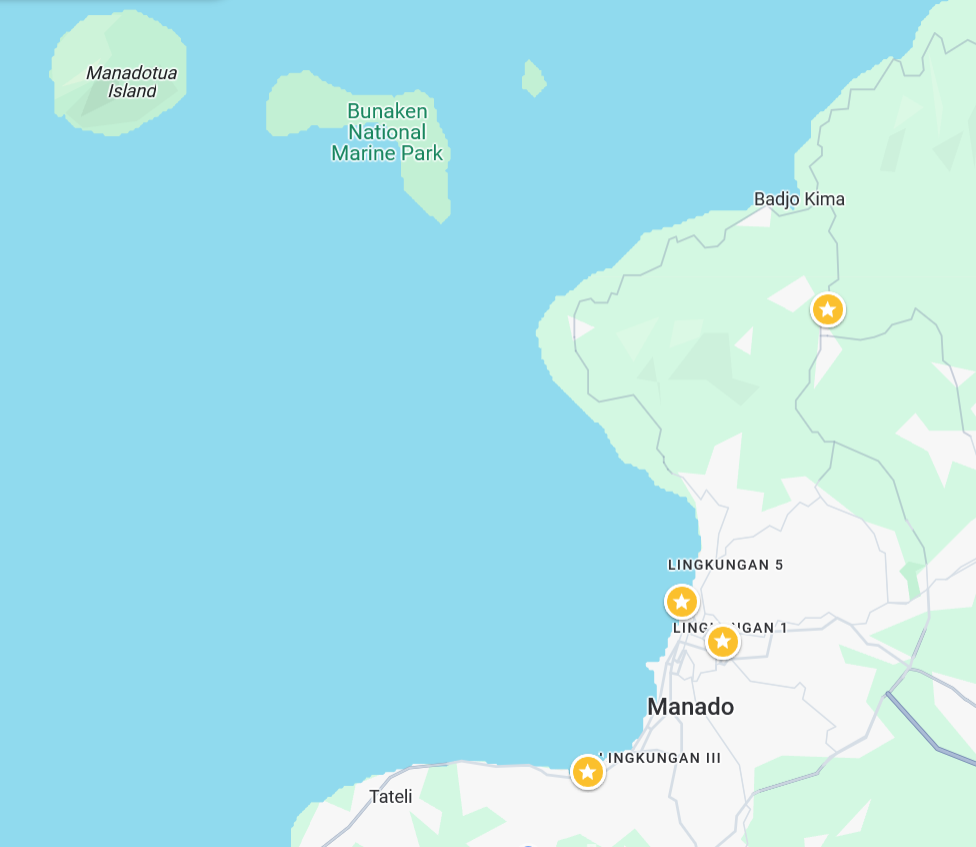 Manadotua
Island
Bunaken
National
Marine Park
Badjo Kima
LINGKUNGAN 5
LINGKUNGAN 1
Manado
LINGKUNGAN III
Tateli